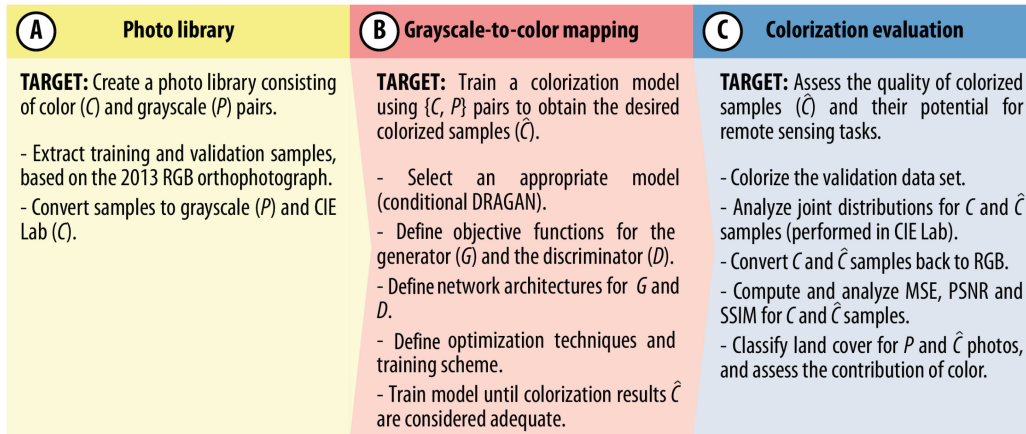 A Photo library
TARGET: Create a photo library consisting
of color (C) and grayscale (P) pairs.
- Extract training and validation samples,
based on the 2013 RGB orthophotograph.
- Convert samples to grayscale (P) and CIE
Lab (C).
B Grayscale-to-color mapping
TARGET: Train a colorization model
using {C, P} pairs to obtain the desired
colorized samples (Ĉ).
- Select an appropriate model
(conditional DRAGAN).
- Define objective functions for the
generator (G) and the discriminator (D).
- Define network architectures for G and
D.
- Define optimization techniques and
training scheme.
- Train model until colorization results Ĉ
are considered adequate.
C Colorization evaluation
TARGET: Assess the quality of colorized
samples (Ĉ) and their potential for
remote sensing tasks.
- Colorize the validation data set.
- Analyze joint distributions for C and Ĉ
samples (performed in CIE Lab).
- Convert C and Ĉ samples back to RGB.
- Compute and analyze MSE, PSNR and
SSIM for C and Ĉ samples.
- Classify land cover for P and Ĉ photos,
and assess the contribution of color.